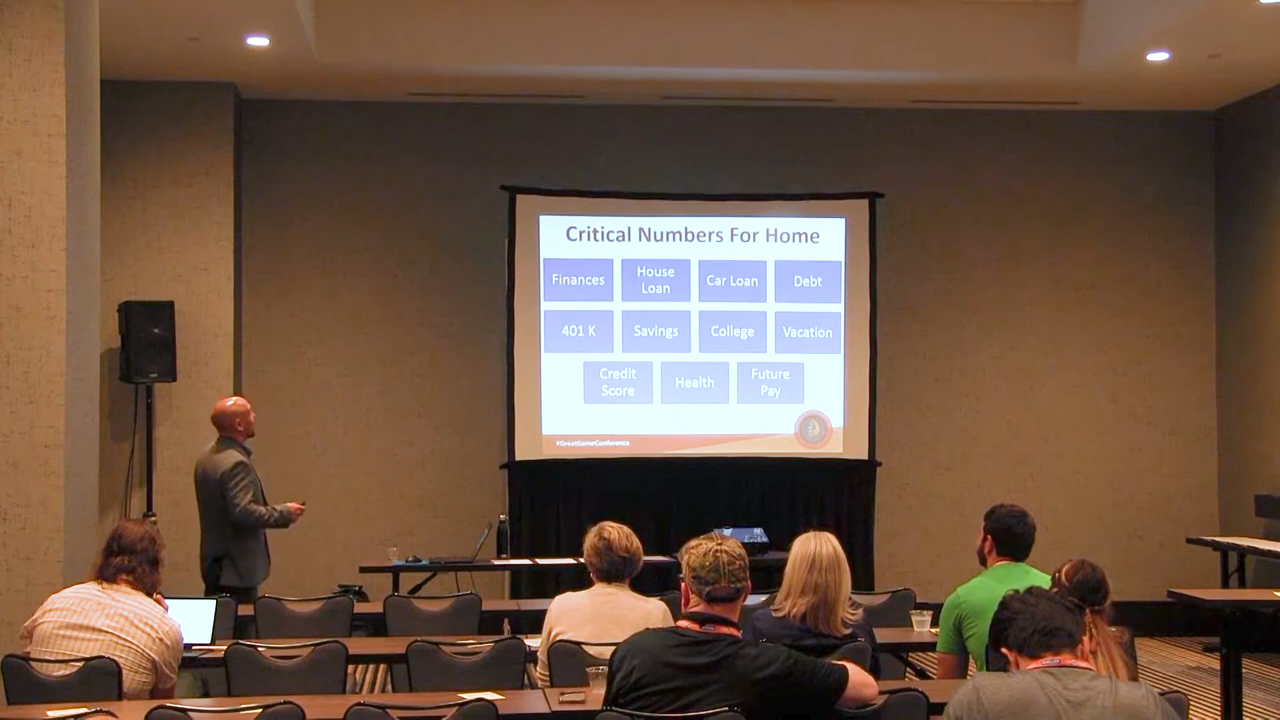 Critical Numbers For Home
Finances
House
Loan
Car Loan
Debt
401 K
Savings
College
Vacation
Credit
Score
Health
Future
Pay
#GreatGameConference